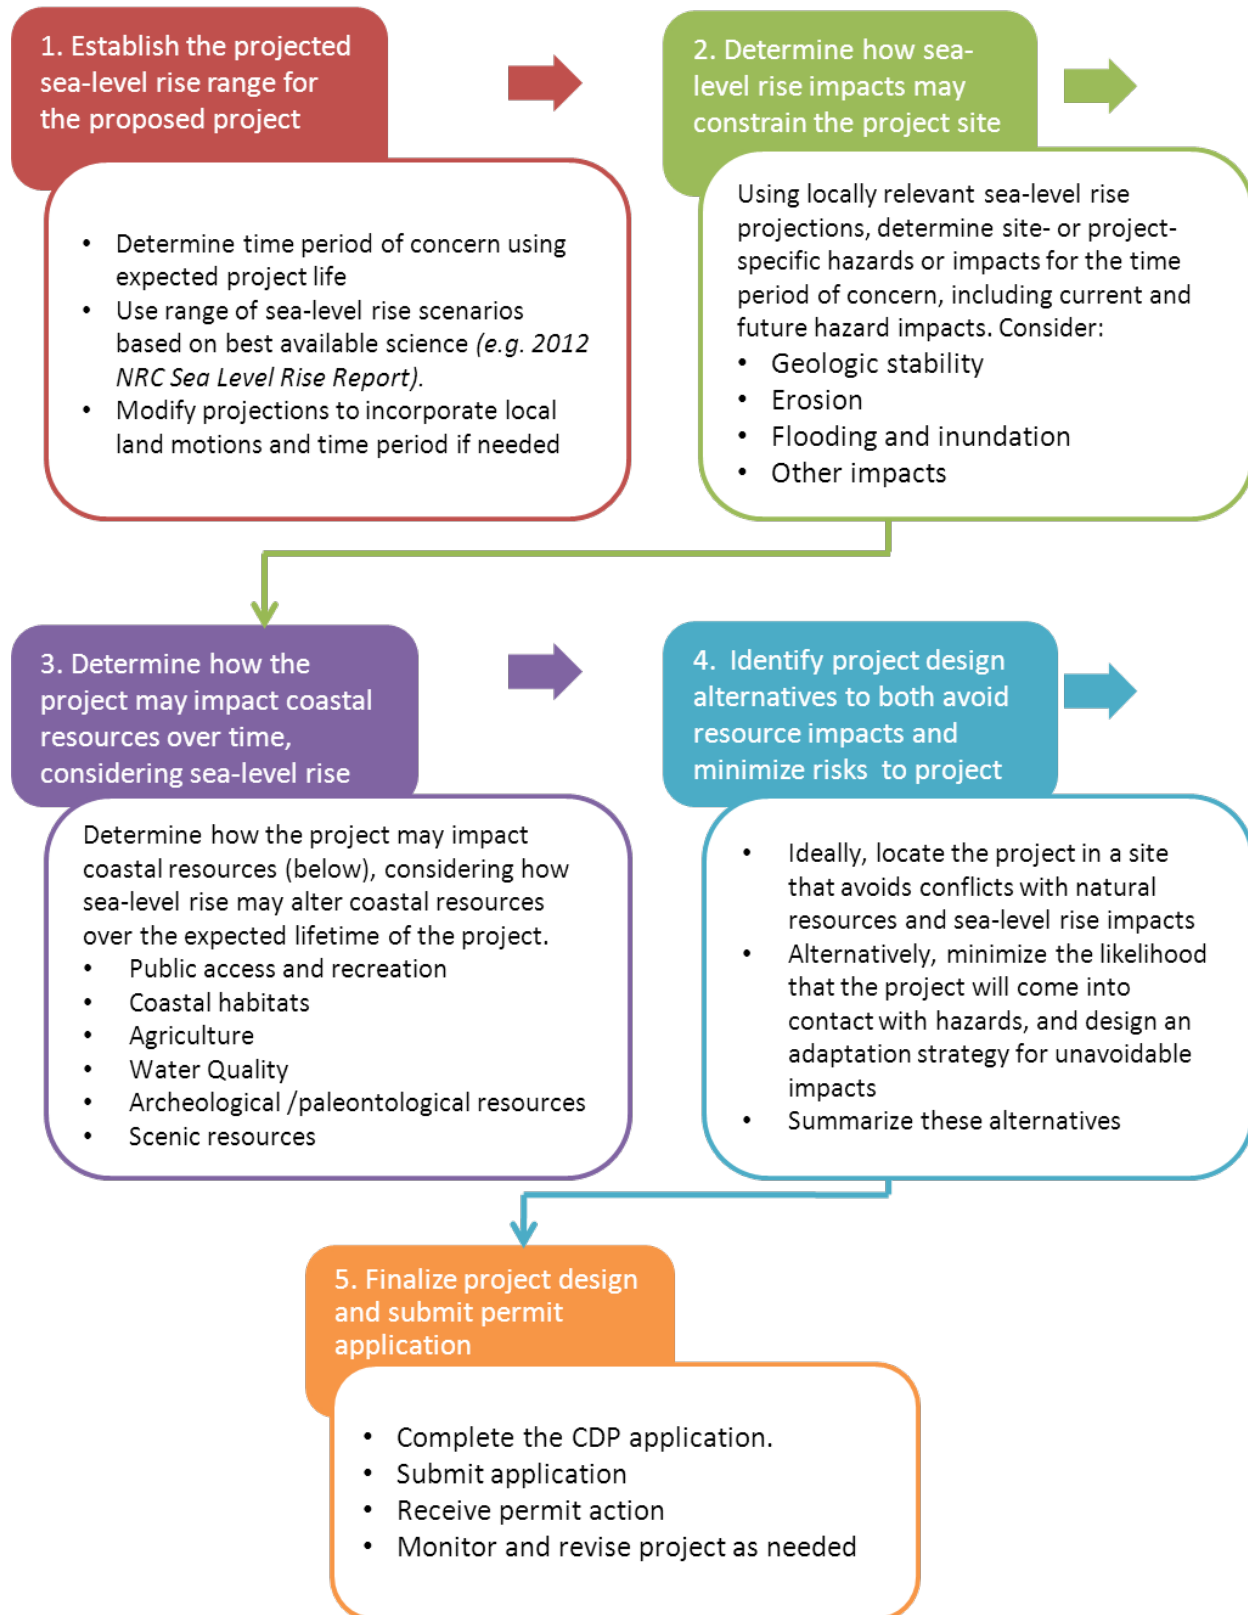 1. Establish the projected
sea-level rise range for
the proposed project
• Determine time period of concern using
expected project life
• Use range of sea-level rise scenarios
based on best available science (e.g. 2012
NRC Sea Level Rise Report).
• Modify projections to incorporate local
land motions and time period if needed
2. Determine how sea-
level rise impacts may
constrain the project site
Using locally relevant sea-level rise
projections, determine site- or project-
specific hazards or impacts for the time
period of concern, including current and
future hazard impacts. Consider:
• Geologic stability
• Erosion
• Flooding and inundation
• Other impacts
3. Determine how the
project may impact coastal
resources over time,
considering sea-level rise
Determine how the project may impact
coastal resources (below), considering how
sea-level rise may alter coastal resources
over the expected lifetime of the project.
• Public access and recreation
• Coastal habitats
• Agriculture
• Water Quality
• Archeological /paleontological resources
• Scenic resources
4. Identify project design
alternatives to both avoid
resource impacts and
minimize risks to project
• Ideally, locate the project in a site
that avoids conflicts with natural
resources and sea-level rise impacts
• Alternatively, minimize the likelihood
that the project will come into
contact with hazards, and design an
adaptation strategy for unavoidable
impacts
• Summarize these alternatives
5. Finalize project design
and submit permit
application
• Complete the CDP application.
• Submit application
• Receive permit action
• Monitor and revise project as needed